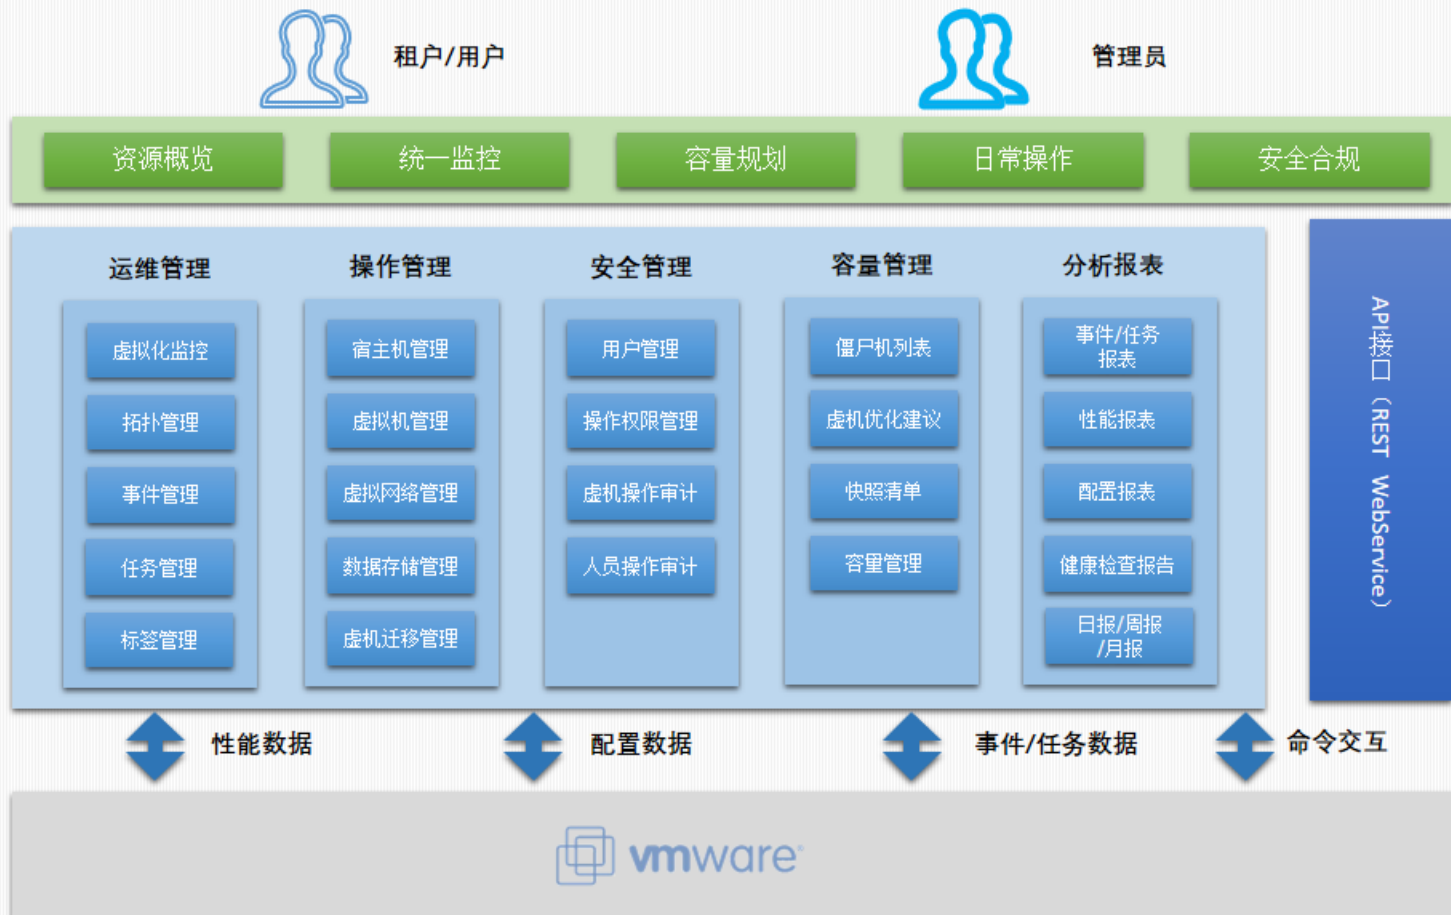 租户/用户
管理员
资源概览
统一监控
容量规划
日常操作
安全合规
运维管理
虚拟化监控
拓扑管理
事件管理
任务管理
标签管理
操作管理
宿主机管理
虚拟机管理
虚拟网络管理
数据存储管理
虚机迁移管理
安全管理
用户管理
操作权限管理
虚机操作审计
人员操作审计
容量管理
僵尸机列表
虚机优化建议
快照清单
容量管理
分析报表
事件/任务
报表
性能报表
配置报表
健康检查报告
日报/周报
/月报
API接口（REST WebService）
性能数据
配置数据
事件/任务数据
命令交互
vmware